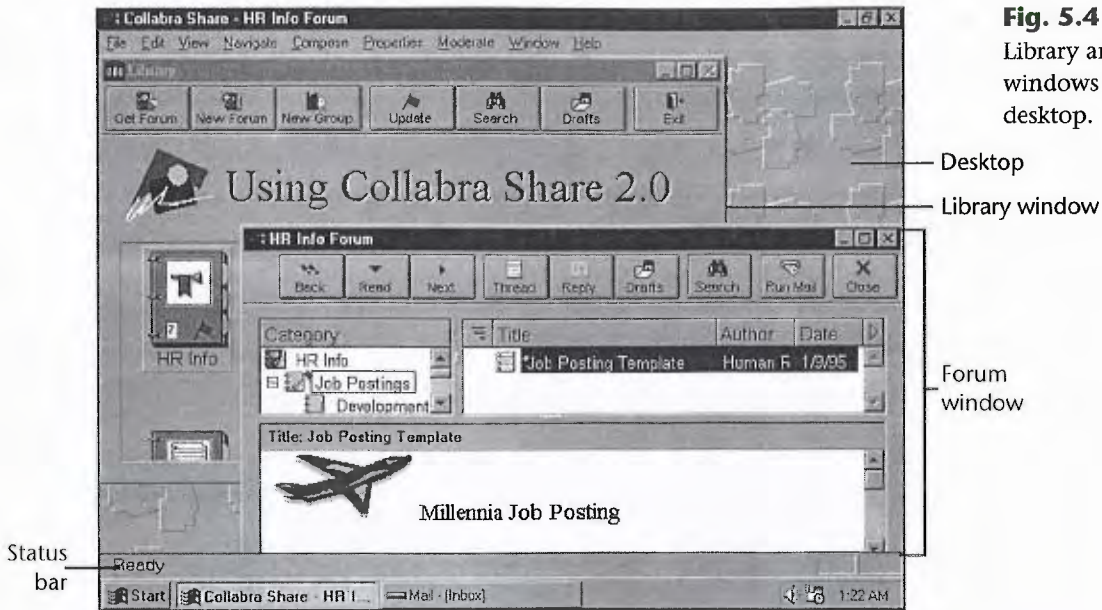 Collabra Share - HR Info Forum
File Edit View Navigate Compose Properties Moderate Window Help
Library
Get Forum New Forum New Group Update Search Drafts Exit
Using Collabra Share 2.0
HR Info Forum
Back Read Next Thread Reply Drafts Search Run Mail Close
7
HR Info
Category
HR Info
Job Postings
Development
Title Author Date
*Job Posting Template Human R 1/9/95
Title: Job Posting Template
Millennia Job Posting
Ready
Start Collabra Share - HR I... Mail - [Inbox] 1:22 AM
Fig. 5.4
Library an
windows
desktop.
Desktop
Library window
Forum
window
Status
bar